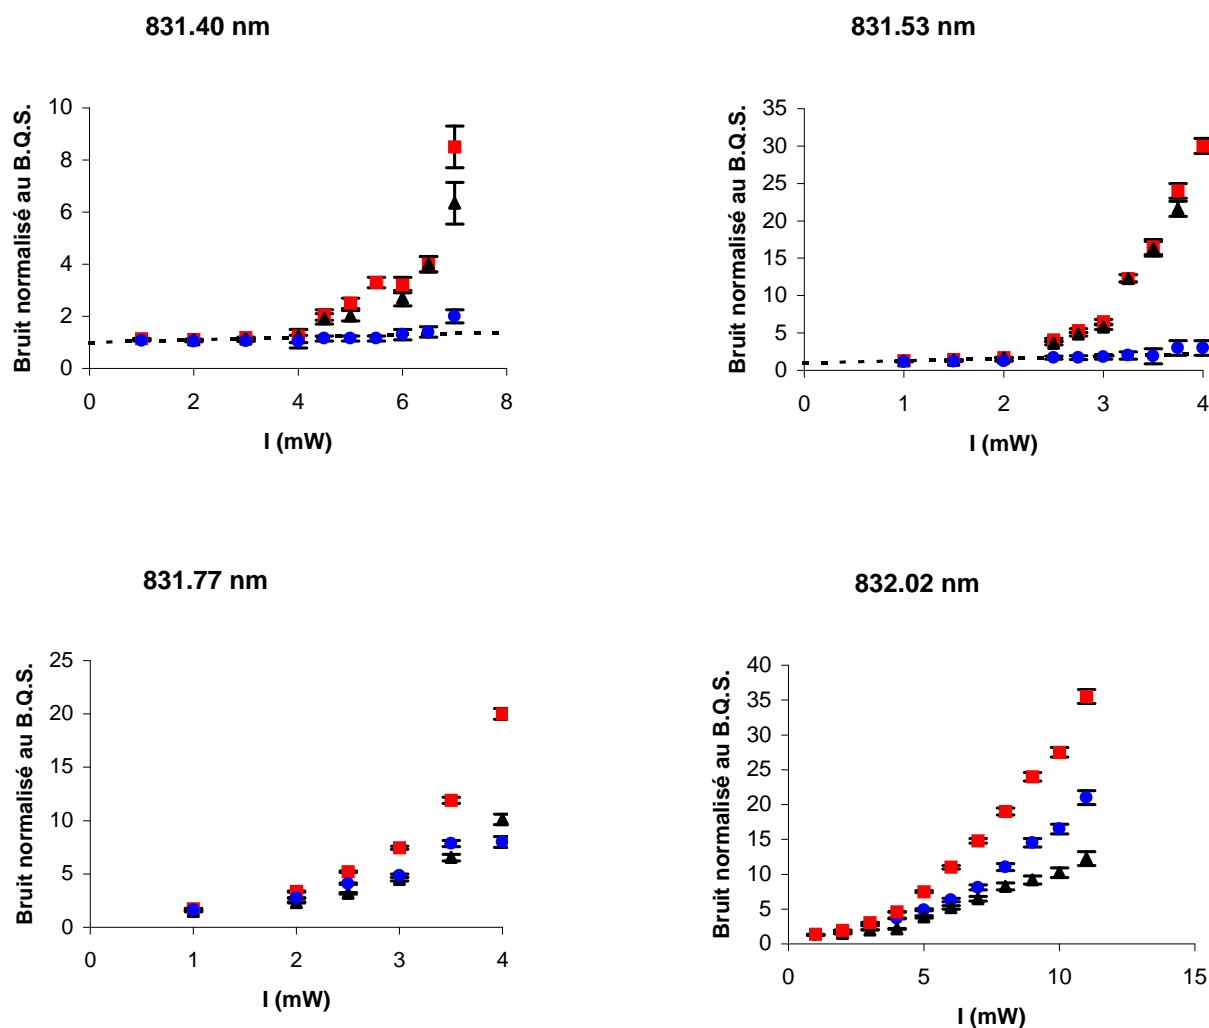 831.40 nm
Bruit normalisé au B.Q.S.
10
8
6
4
2
0
0 2 4 6 8
I (mW)
831.53 nm
Bruit normalisé au B.Q.S.
35
30
25
20
15
10
5
0
0 1 2 3 4
I (mW)
831.77 nm
Bruit normalisé au B.Q.S.
25
20
15
10
5
0
0 1 2 3 4
I (mW)
832.02 nm
Bruit normalisé au B.Q.S.
40
35
30
25
20
15
10
5
0
0 5 10 15
I (mW)